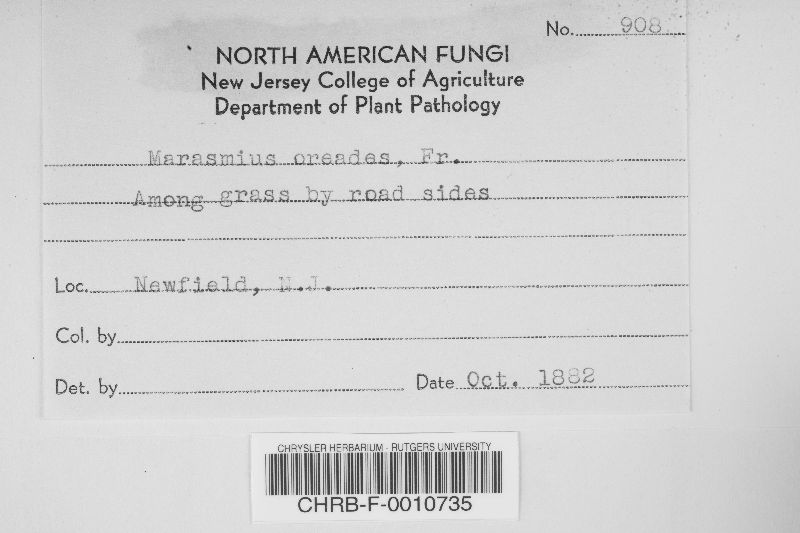 No. 908
NORTH AMERICAN FUNGI
New Jersey College of Agriculture
Department of Plant Pathology
Marasmius oreades, Fr.
Among grass by road sides
Loc. Newfield, N.J.
Col. by
Det. by Date Oct. 1882
CHRYSLER HERBARIUM - RUTGERS UNIVERSITY
CHRB-F-0010735